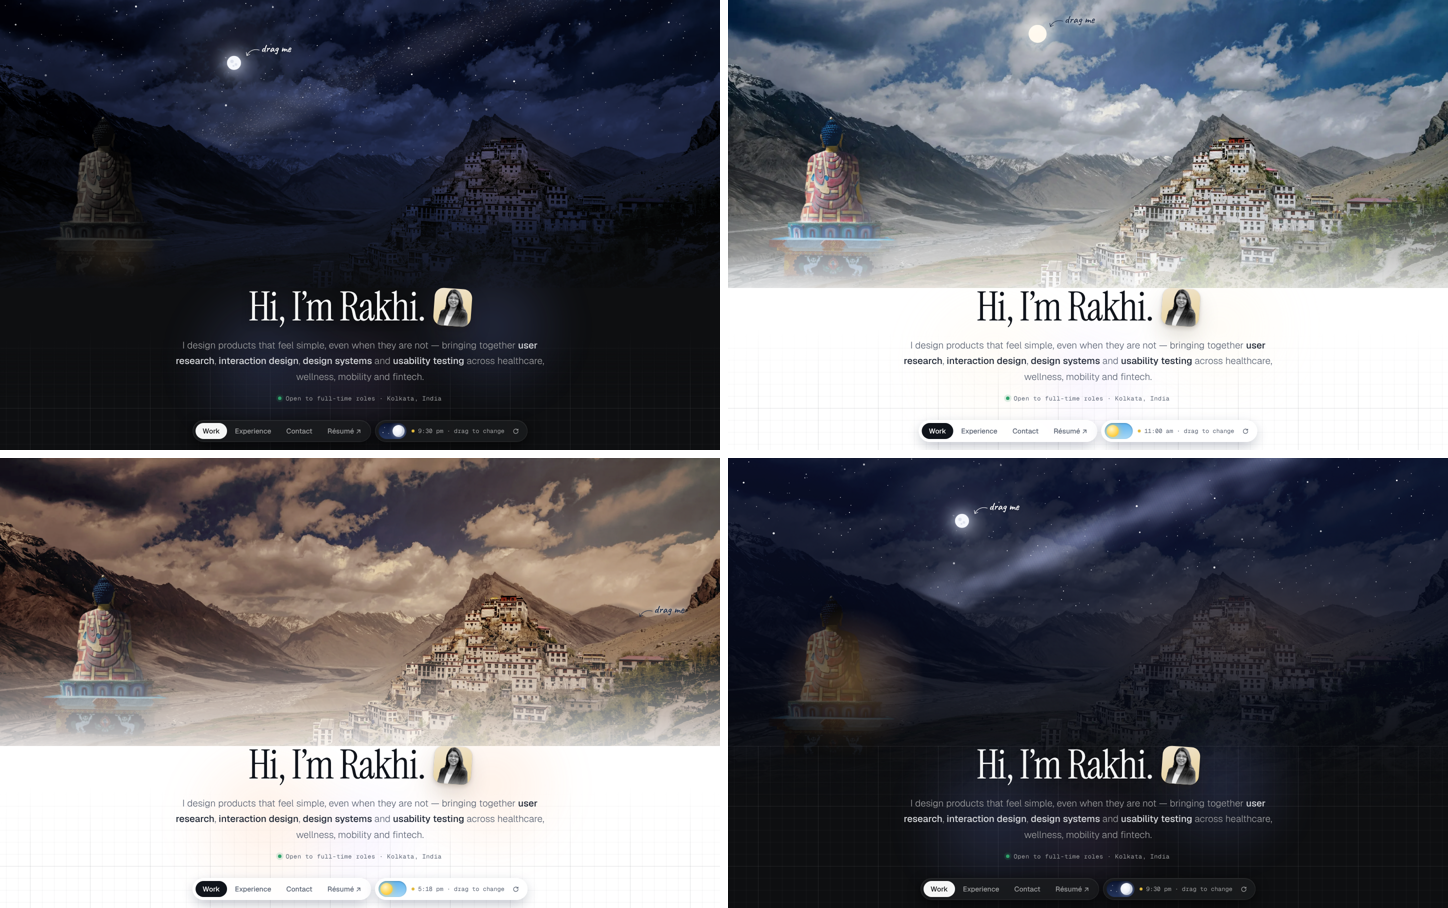 drag me
Hi, I'm Rakhi.
I design products that feel simple, even when they are not — bringing together user
research, interaction design, design systems and usability testing across healthcare,
wellness, mobility and fintech.
Open to full-time roles · Kolkata, India
Work Experience Contact Résumé ↗ 9:30 pm · drag to change
drag me
Hi, I'm Rakhi.
I design products that feel simple, even when they are not — bringing together user
research, interaction design, design systems and usability testing across healthcare,
wellness, mobility and fintech.
Open to full-time roles · Kolkata, India
Work Experience Contact Résumé ↗ 11:00 am · drag to change
drag me
Hi, I'm Rakhi.
I design products that feel simple, even when they are not — bringing together user
research, interaction design, design systems and usability testing across healthcare,
wellness, mobility and fintech.
Open to full-time roles · Kolkata, India
Work Experience Contact Résumé ↗ 5:18 pm · drag to change
drag me
Hi, I'm Rakhi.
I design products that feel simple, even when they are not — bringing together user
research, interaction design, design systems and usability testing across healthcare,
wellness, mobility and fintech.
Open to full-time roles · Kolkata, India
Work Experience Contact Résumé ↗ 9:30 pm · drag to change